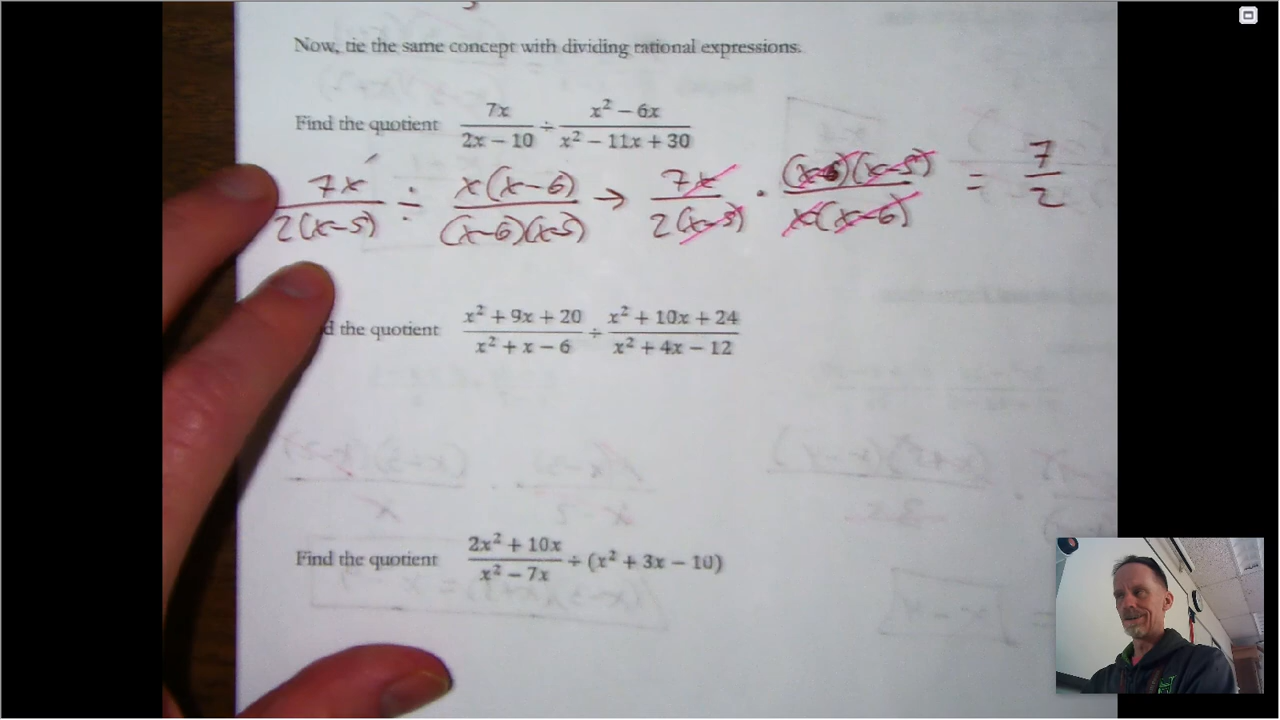 Now, tie the same concept with dividing rational expressions.
Find the quotient 7x/(2x − 10) ÷ (x² − 6x)/(x² − 11x + 30)
7x/2(x-5) ÷ x(x-6)/(x-6)(x-5) → 7x/2(x-5) · (x-6)(x-5)/x(x-6) = 7/2
the quotient (x² + 9x + 20)/(x² + x − 6) ÷ (x² + 10x + 24)/(x² + 4x − 12)
Find the quotient (2x² + 10x)/(x² − 7x) ÷ (x² + 3x − 10)